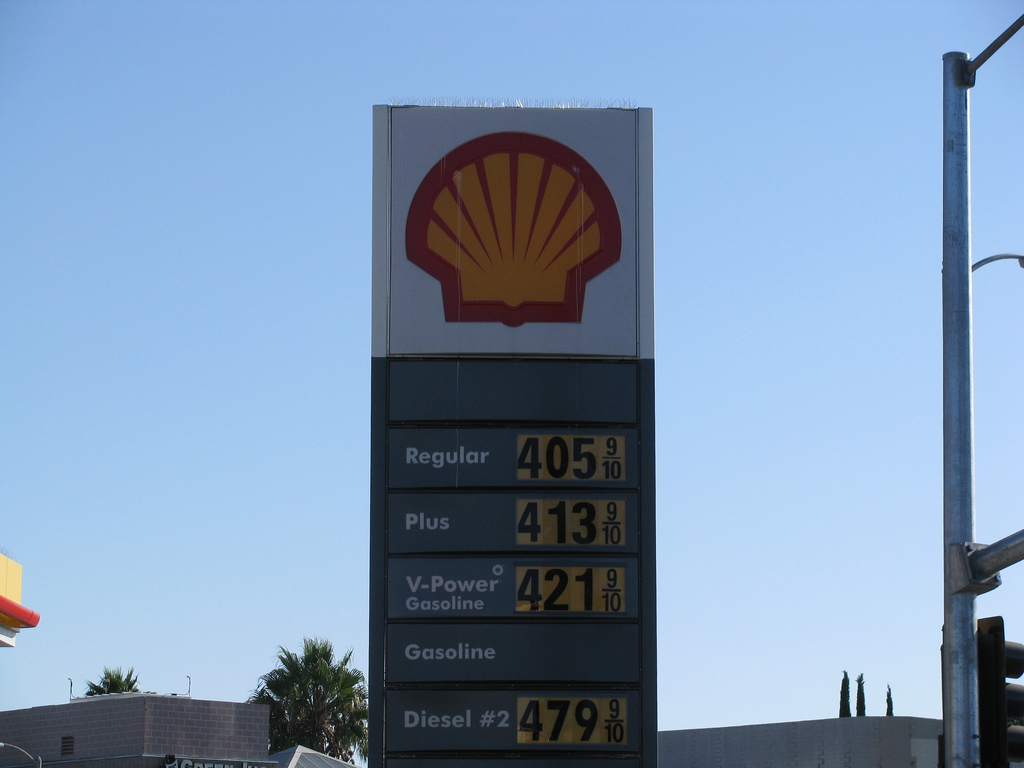 Regular 405 9/10
Plus 413 9/10
V-Power 421 9/10
Gasoline
Gasoline
Diesel #2 479 9/10
GREEN